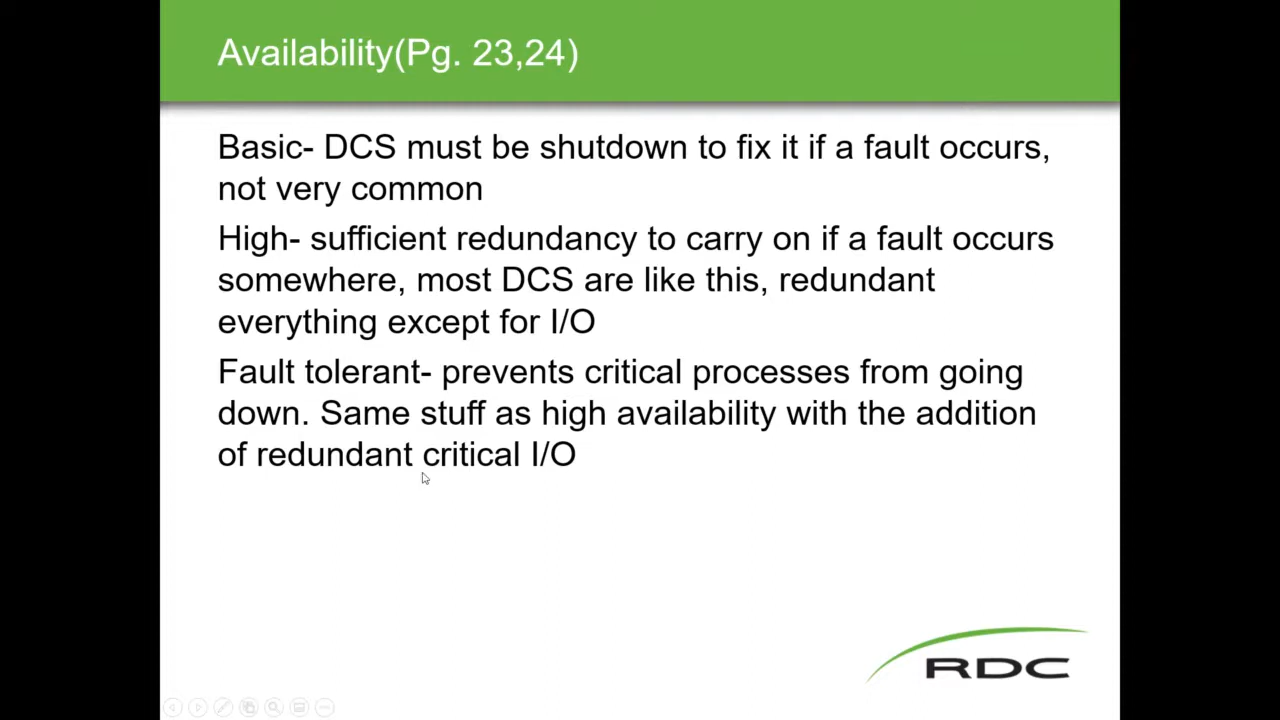 Availability(Pg. 23,24)
Basic- DCS must be shutdown to fix it if a fault occurs,
not very common
High- sufficient redundancy to carry on if a fault occurs
somewhere, most DCS are like this, redundant
everything except for I/O
Fault tolerant- prevents critical processes from going
down. Same stuff as high availability with the addition
of redundant critical I/O
RDC